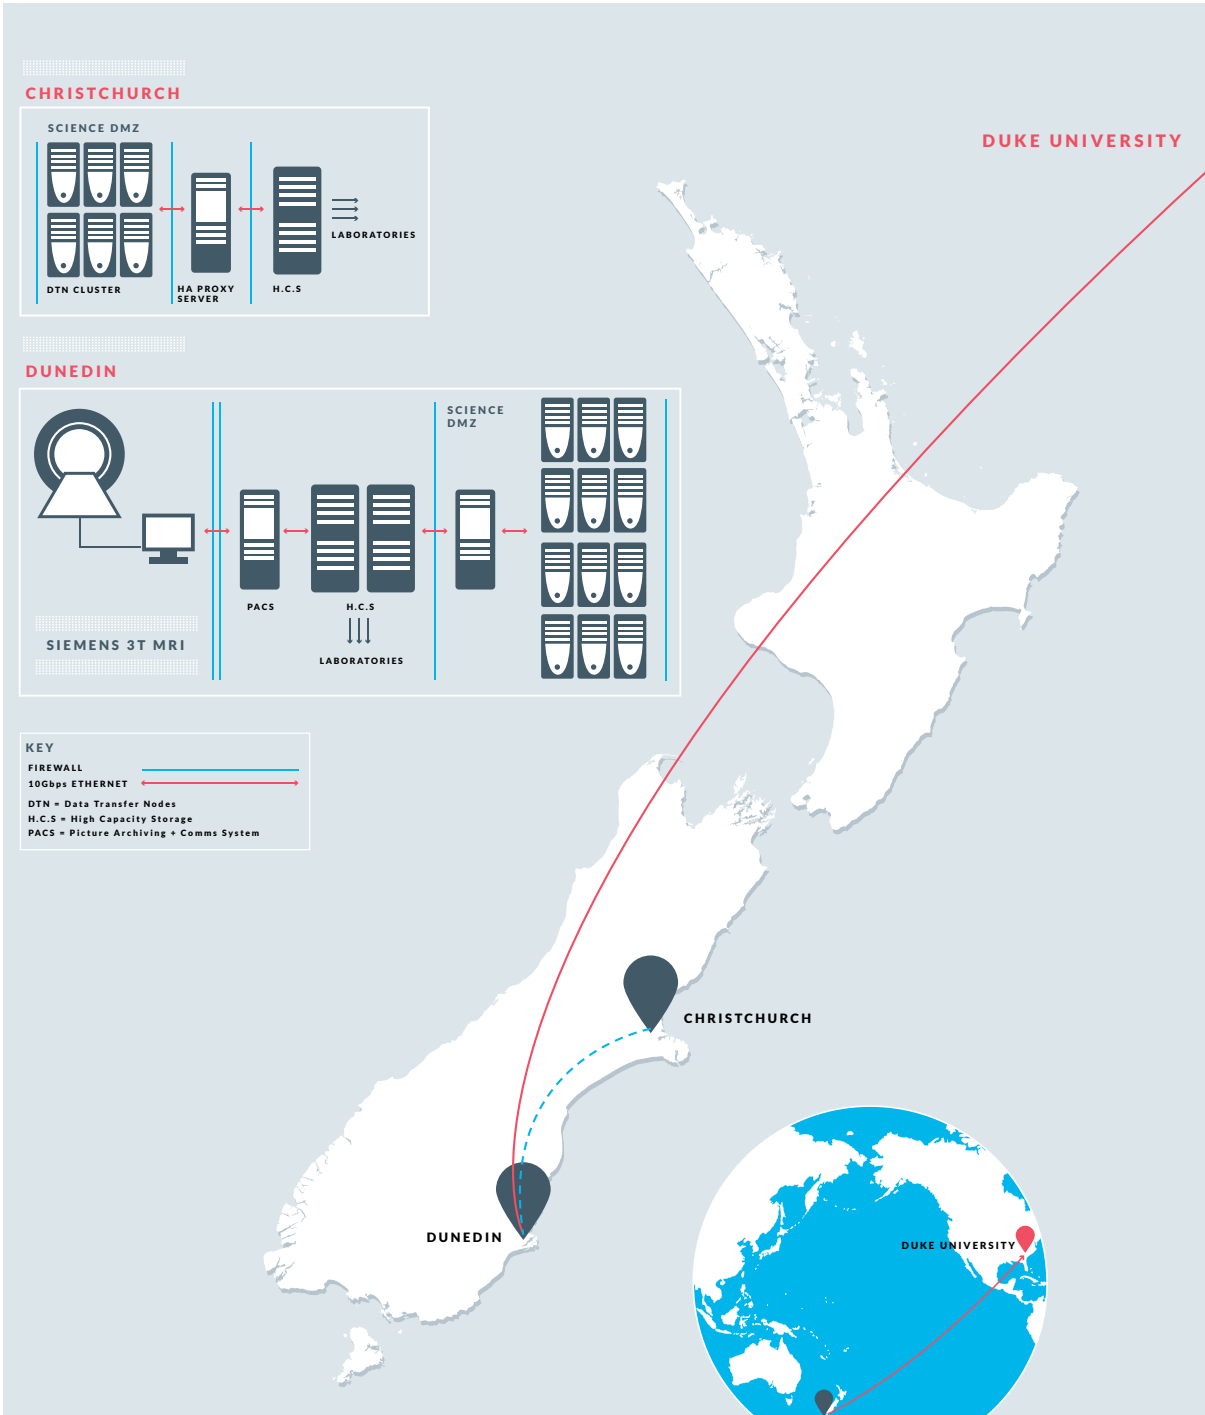 CHRISTCHURCH
SCIENCE DMZ
LABORATORIES
DTN CLUSTER
HA PROXY
SERVER
H.C.S
DUKE UNIVERSITY
DUNEDIN
SCIENCE
DMZ
PACS
H.C.S
LABORATORIES
SIEMENS 3T MRI
KEY
FIREWALL
10Gbps ETHERNET
DTN = Data Transfer Nodes
H.C.S = High Capacity Storage
PACS = Picture Archiving + Comms System
CHRISTCHURCH
DUNEDIN
DUKE UNIVERSITY